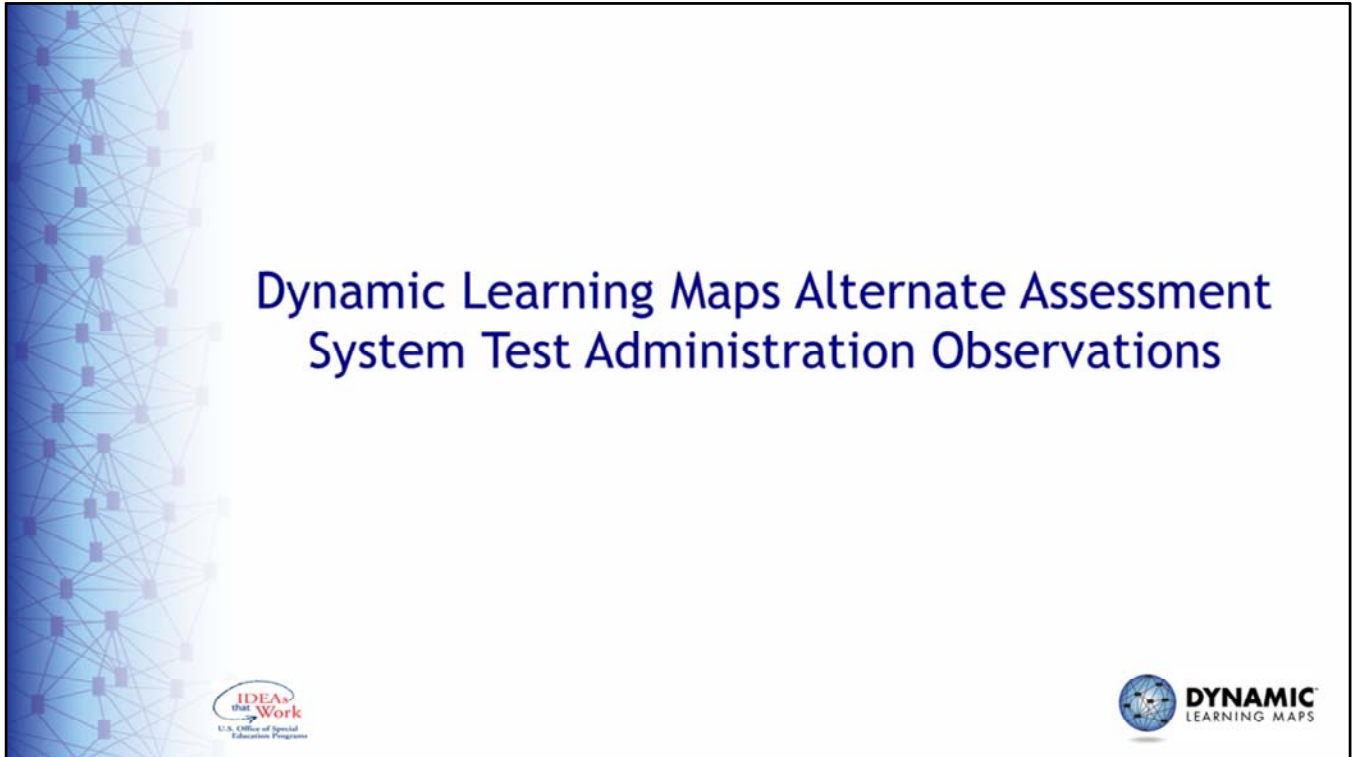 Dynamic Learning Maps Alternate Assessment
System Test Administration Observations
IDEAs
that Work
U.S. Office of Special
Education Programs
DYNAMIC
LEARNING MAPS